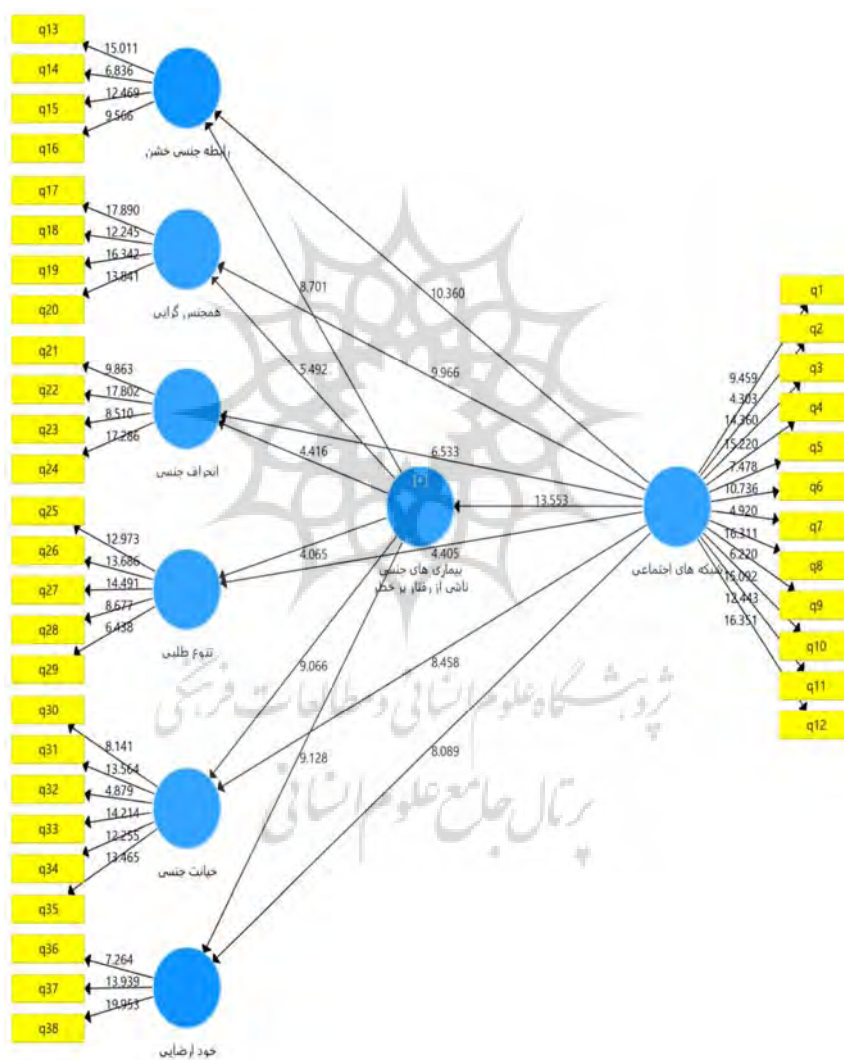 q13
15.011
q14
6.836
q15
12.469
q16
9.566
رابطه جنسی خشن
q17
17.890
q18
12.245
q19
16.342
q20
13.841
همجنس گرایی
q21
9.863
q22
17.802
q23
8.510
q24
17.286
انحراف جنسی
q25
12.973
q26
13.686
q27
14.491
q28
8.677
q29
6.438
تنوع طلبی
q30
8.141
q31
13.564
q32
4.879
q33
14.214
q34
12.255
q35
13.465
خیانت جنسی
q36
7.264
q37
13.939
q38
19.953
خود ارضایی
8.701
10.360
5.492
9.966
4.416
6.533
[+]
13.553
4.065
4.405
بیماری های جنسی
ناشی از رفتار پر خطر
9.066
8.458
9.128
8.089
شبکه های اجتماعی
q1
9.459
q2
4.303
q3
14.360
q4
15.220
q5
7.478
q6
10.736
q7
4.920
q8
16.311
q9
6.220
q10
15.092
q11
12.443
q12
16.351
پژوهشگاه علوم انسانی و مطالعات فرهنگی
پرتال جامع علوم انسانی